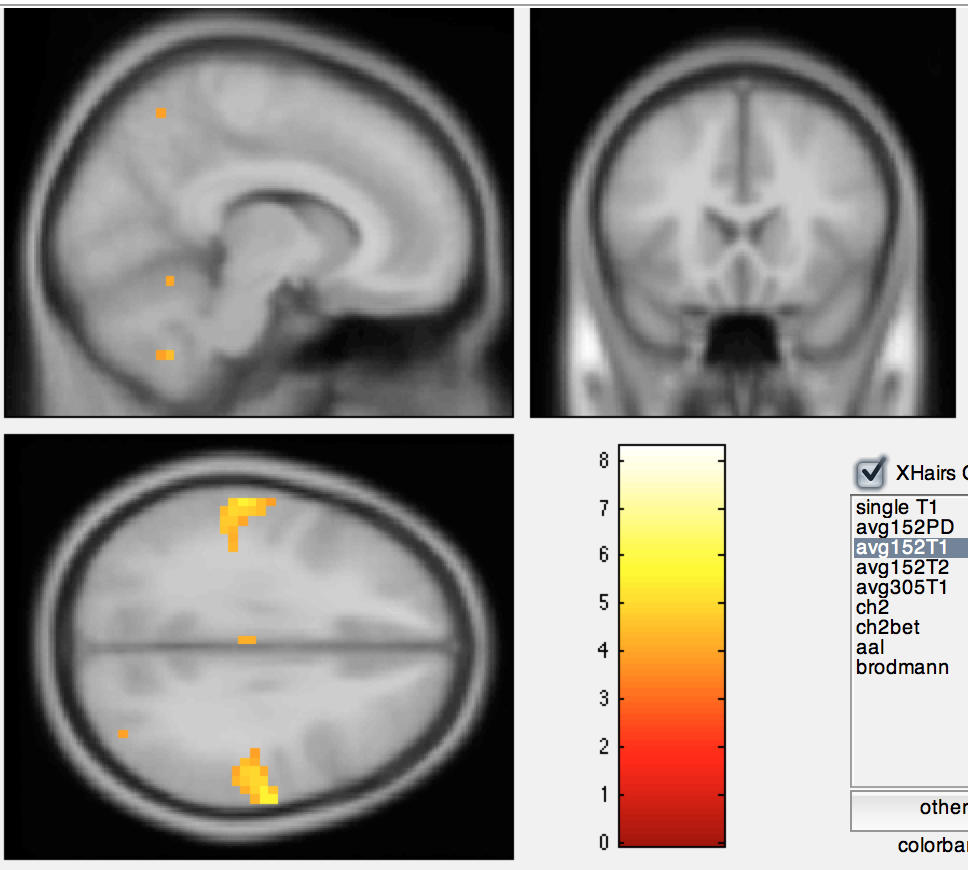 8
7
6
5
4
3
2
1
0
XHairs
single T1
avg152PD
avg152T1
avg152T2
avg305T1
ch2
ch2bet
aal
brodmann
other
colorba